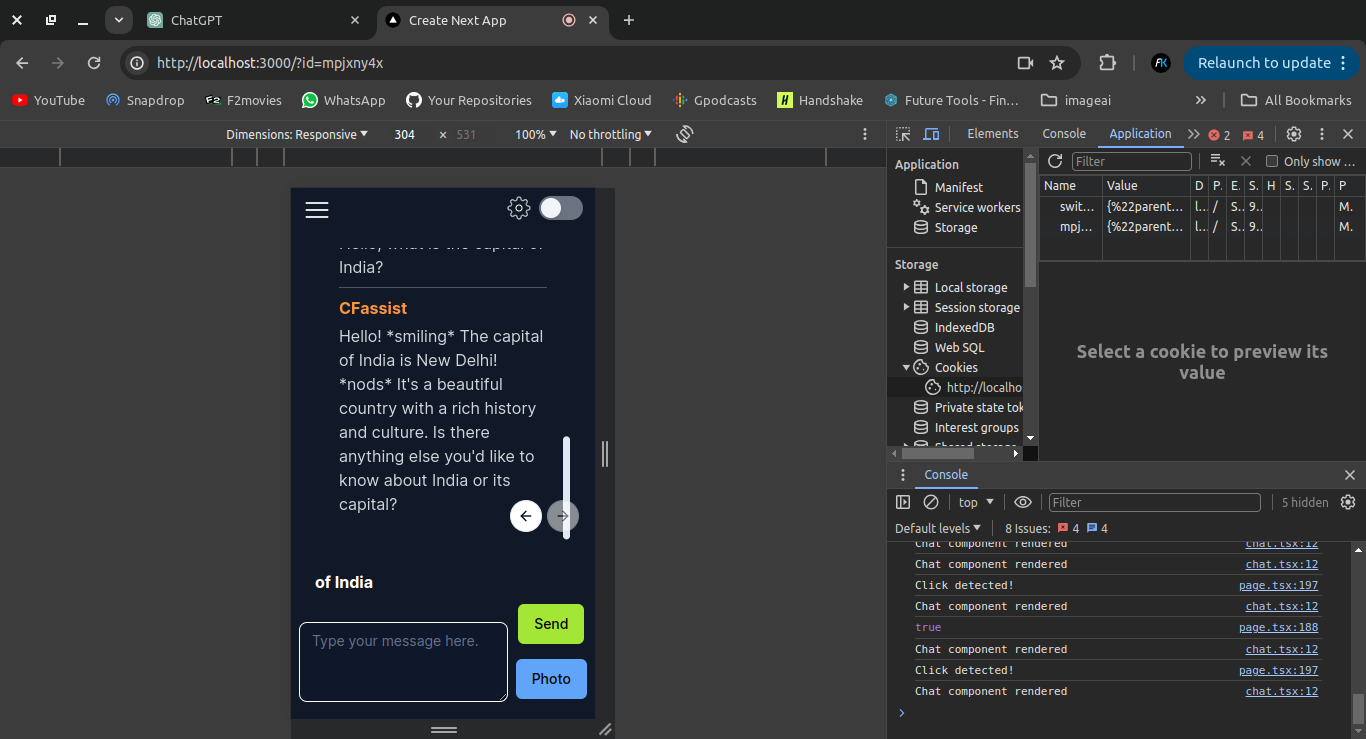 ChatGPT
Create Next App
http://localhost:3000/?id=mpjxny4x
Relaunch to update
YouTube
Snapdrop
F2movies
WhatsApp
Your Repositories
Xiaomi Cloud
Gpodcasts
Handshake
Future Tools - Fin…
imageai
All Bookmarks
Dimensions: Responsive
304 × 531
100%
No throttling
Elements
Console
Application
2
4
Application
Manifest
Service workers
Storage
Storage
Local storage
Session storage
IndexedDB
Web SQL
Cookies
http://localho
Private state tok
Interest groups
Shared storage
Filter
Only show …
Name Value D P. E. S. H S. S. P. P
swit… {%22parent… l… / S… 9… M.
mpj… {%22parent… l… / S… 9… M.
Select a cookie to preview its
value
Hello, what is the capital of
India?
CFassist
Hello! *smiling* The capital
of India is New Delhi!
*nods* It's a beautiful
country with a rich history
and culture. Is there
anything else you'd like to
know about India or its
capital?
of India
Type your message here.
Send
Photo
Console
top
Filter
5 hidden
Default levels
8 Issues: 4 4
Chat component rendered chat.tsx:12
Chat component rendered chat.tsx:12
Click detected! page.tsx:197
Chat component rendered chat.tsx:12
true page.tsx:188
Chat component rendered chat.tsx:12
Click detected! page.tsx:197
Chat component rendered chat.tsx:12